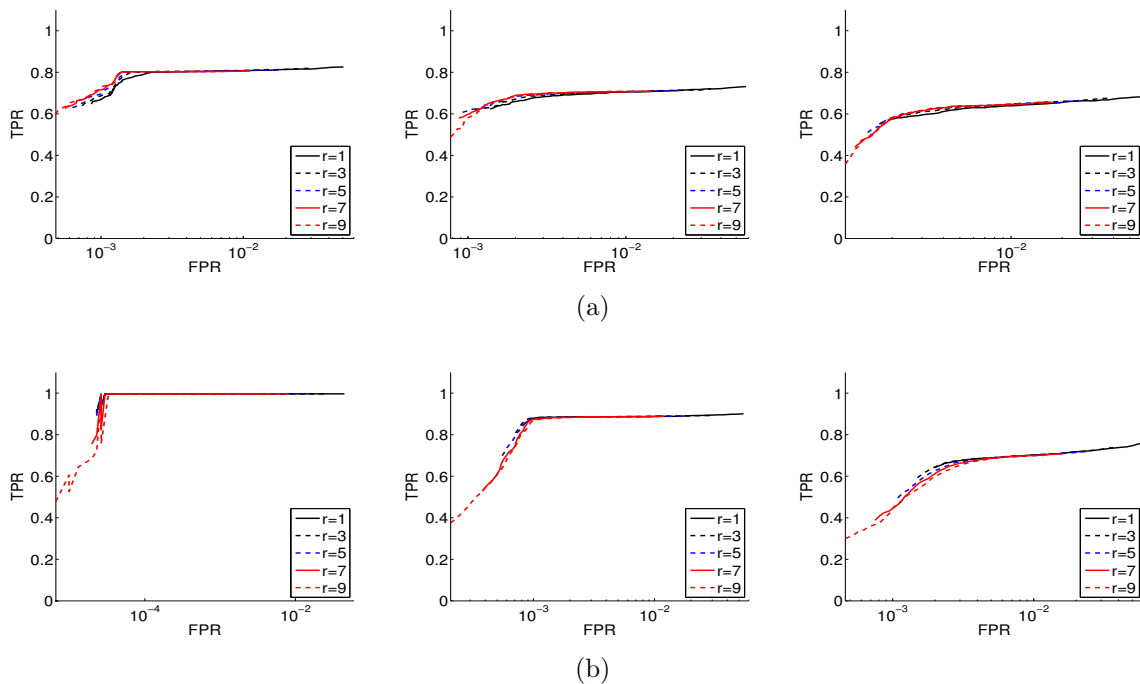 1
0.8
0.6
0.4
0.2
0
TPR
10⁻³
10⁻²
FPR
r=1
r=3
r=5
r=7
r=9
1
0.8
0.6
0.4
0.2
0
TPR
10⁻³
10⁻²
FPR
r=1
r=3
r=5
r=7
r=9
1
0.8
0.6
0.4
0.2
0
TPR
10⁻²
FPR
r=1
r=3
r=5
r=7
r=9
(a)
1
0.8
0.6
0.4
0.2
0
TPR
10⁻⁴
10⁻²
FPR
r=1
r=3
r=5
r=7
r=9
1
0.8
0.6
0.4
0.2
0
TPR
10⁻³
10⁻²
FPR
r=1
r=3
r=5
r=7
r=9
1
0.8
0.6
0.4
0.2
0
TPR
10⁻³
10⁻²
FPR
r=1
r=3
r=5
r=7
r=9
(b)